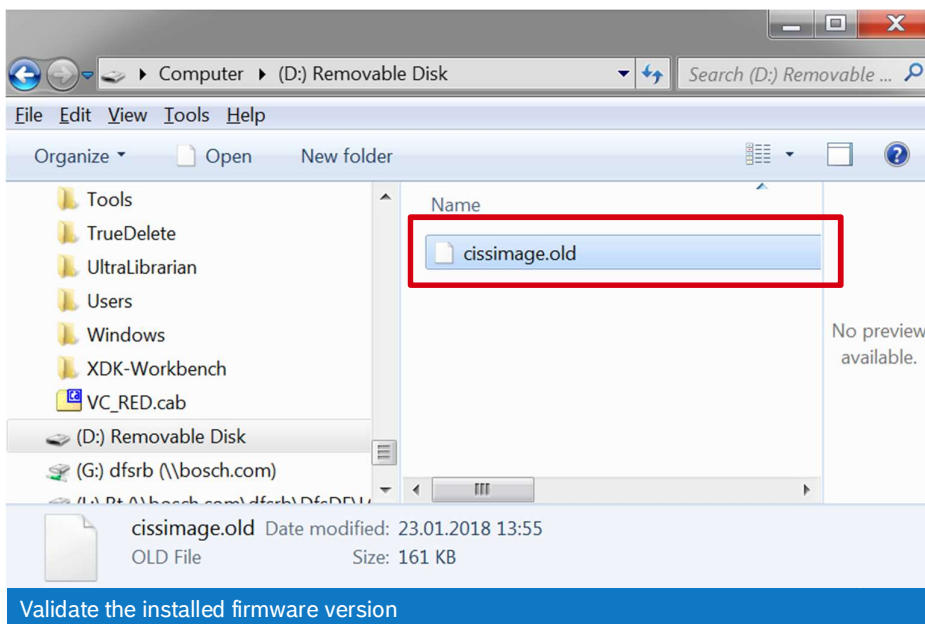 Computer (D:) Removable Disk
Search (D:) Removable ...
File Edit View Tools Help
Organize Open New folder
Tools
TrueDelete
UltraLibrarian
Users
Windows
XDK-Workbench
VC_RED.cab
(D:) Removable Disk
(G:) dfsrb (\\bosch.com)
Name
cissimage.old
No preview
available.
cissimage.old Date modified: 23.01.2018 13:55
OLD File Size: 161 KB
Validate the installed firmware version